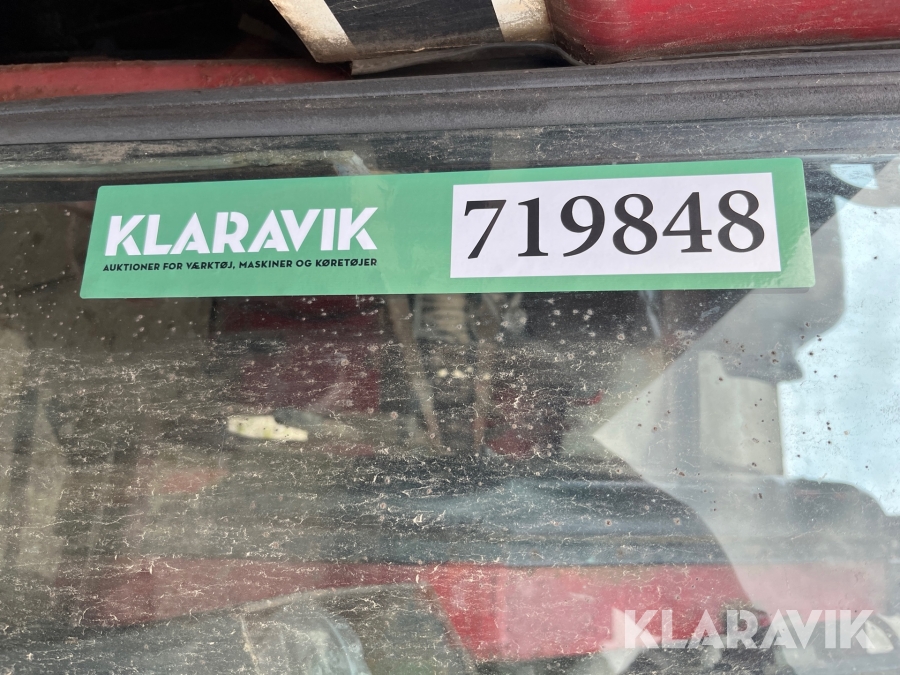 KLARAVIK
AUKTIONER FOR VÆRKTØJ, MASKINER OG KØRETØJER
719848
KLARAVIK